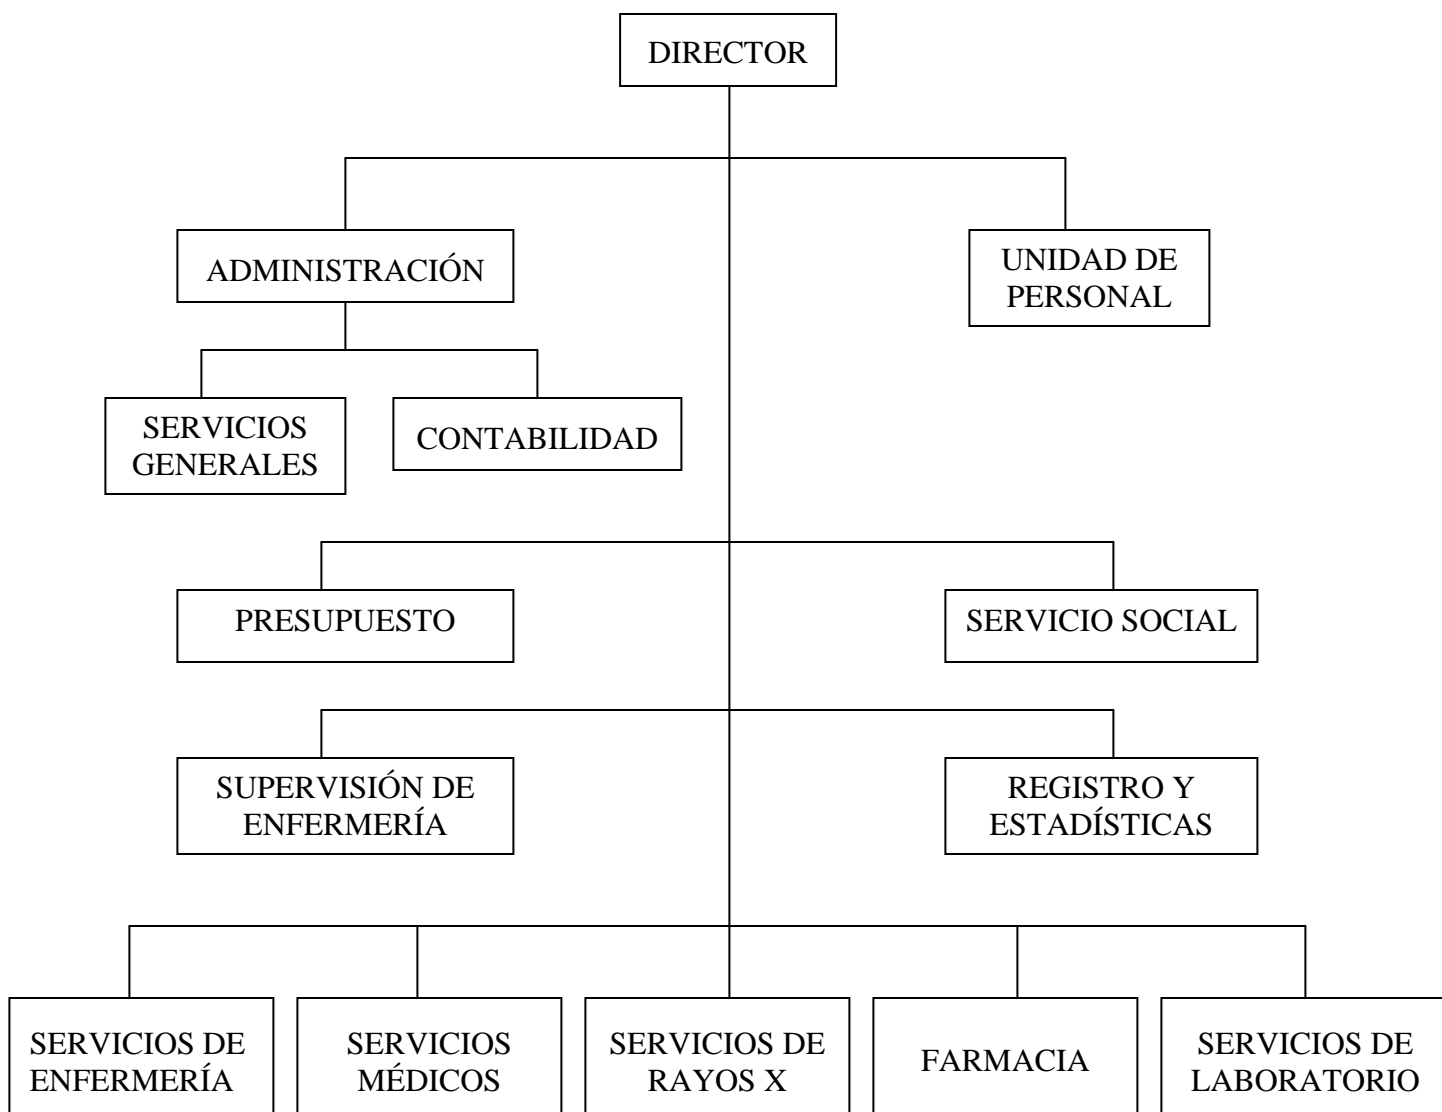 DIRECTOR
ADMINISTRACIÓN
UNIDAD DE
PERSONAL
SERVICIOS
GENERALES
CONTABILIDAD
PRESUPUESTO
SERVICIO SOCIAL
SUPERVISIÓN DE
ENFERMERÍA
REGISTRO Y
ESTADÍSTICAS
SERVICIOS DE
ENFERMERÍA
SERVICIOS
MÉDICOS
SERVICIOS DE
RAYOS X
FARMACIA
SERVICIOS DE
LABORATORIO